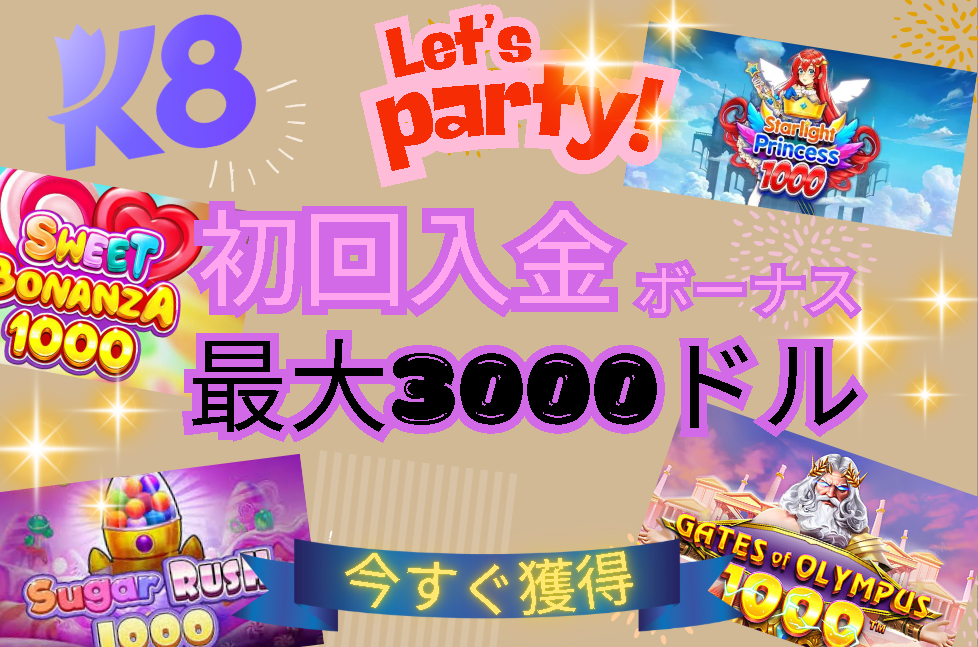 K8
Let's
party!
Starlight
Princess
1000
SWEET
BONANZA
1000
初回入金 ボーナス
最大3000ドル
Sugar RUSH
1000
今すぐ獲得
GATES of OLYMPUS
1000™